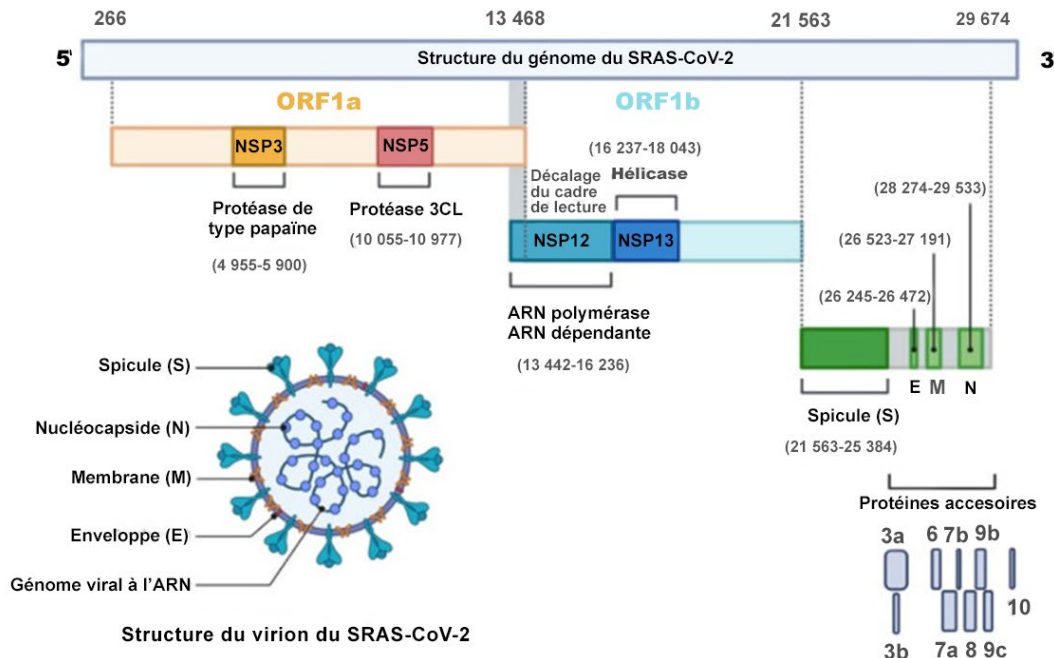 266
13 468
21 563
29 674
5'
Structure du génome du SRAS-CoV-2
3
ORF1a
ORF1b
NSP3
NSP5
(16 237-18 043)
Décalage
du cadre
de lecture
Hélicase
(28 274-29 533)
Protéase de
type papaïne
(4 955-5 900)
Protéase 3CL
(10 055-10 977)
NSP12
NSP13
(26 523-27 191)
(26 245-26 472)
ARN polymérase
ARN dépendante
(13 442-16 236)
E
M
N
Spicule (S)
(21 563-25 384)
Spicule (S)
Nucléocapside (N)
Membrane (M)
Enveloppe (E)
Génome viral à l'ARN
Structure du virion du SRAS-CoV-2
Protéines accesoires
3a
6
7b
9b
10
3b
7a
8
9c